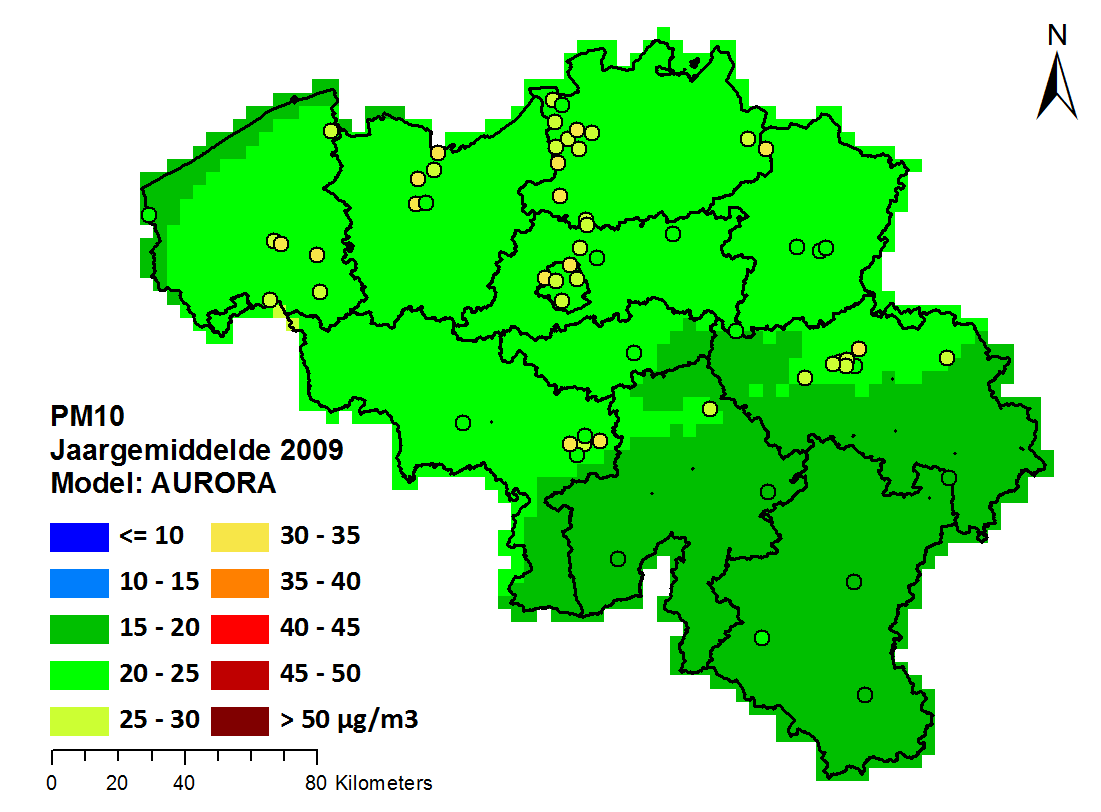 N
PM10
Jaargemiddelde 2009
Model: AURORA
<= 10
30 - 35
10 - 15
35 - 40
15 - 20
40 - 45
20 - 25
45 - 50
25 - 30
> 50 µg/m3
0 20 40 80 Kilometers